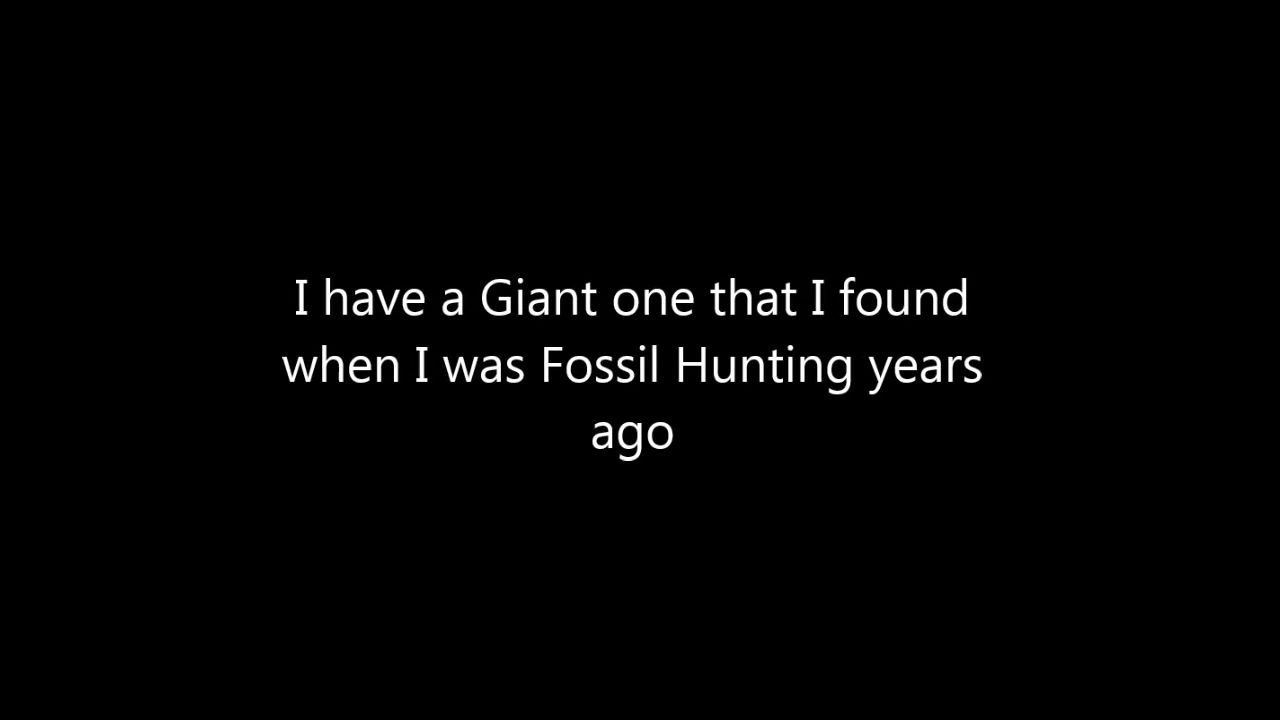 I have a Giant one that I found
when I was Fossil Hunting years
ago